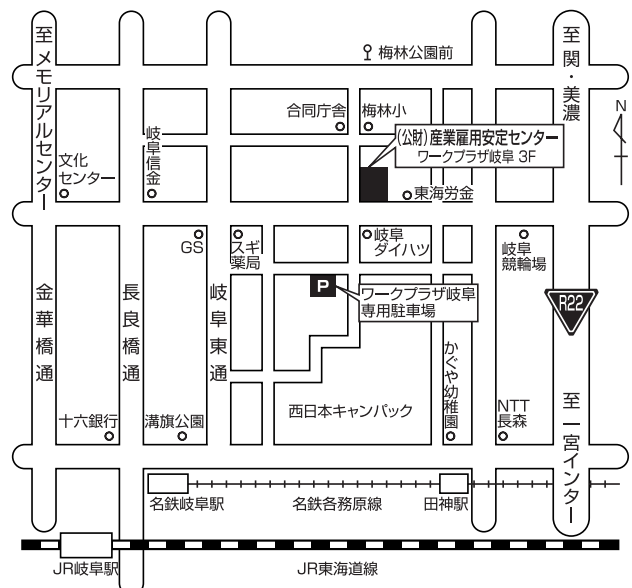 至 メモリアルセンター
梅林公園前
至 関・美濃
N
合同庁舎
梅林小
岐阜信金
(公財)産業雇用安定センター
ワークプラザ岐阜 3F
文化
センター
東海労金
GS
スギ
薬局
岐阜
ダイハツ
岐阜
競輪場
金華橋通
長良橋通
岐阜東通
P
ワークプラザ岐阜
専用駐車場
R22
かぐや幼稚園
至 一宮インター
十六銀行
溝旗公園
西日本キャンパック
NTT
長森
名鉄岐阜駅
名鉄各務原線
田神駅
JR岐阜駅
JR東海道線